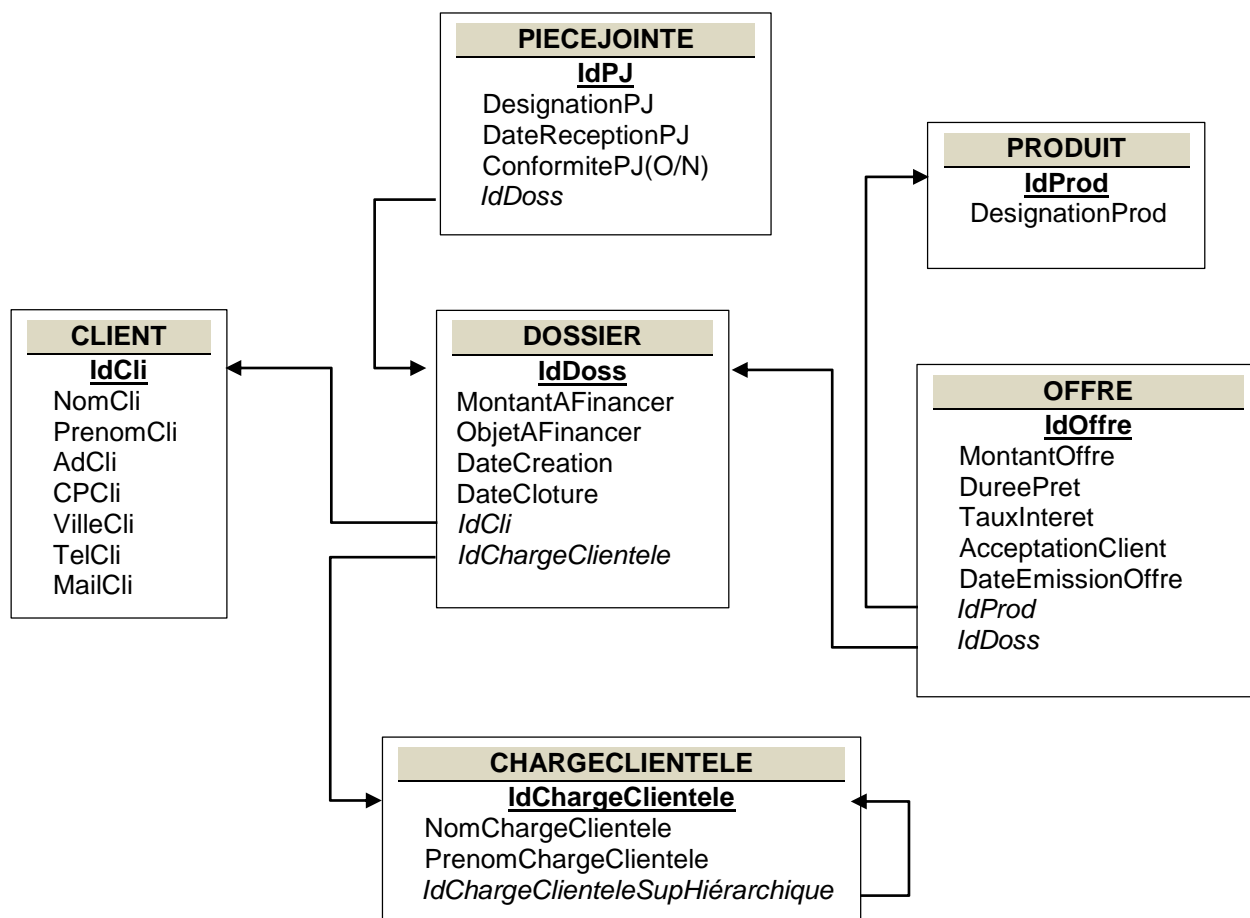 PIECEJOINTE
IdPJ
DesignationPJ
DateReceptionPJ
ConformitePJ(O/N)
IdDoss
PRODUIT
IdProd
DesignationProd
CLIENT
IdCli
NomCli
PrenomCli
AdCli
CPCli
VilleCli
TelCli
MailCli
DOSSIER
IdDoss
MontantAFinancer
ObjetAFinancer
DateCreation
DateCloture
IdCli
IdChargeClientele
OFFRE
IdOffre
MontantOffre
DureePret
TauxInteret
AcceptationClient
DateEmissionOffre
IdProd
IdDoss
CHARGECLIENTELE
IdChargeClientele
NomChargeClientele
PrenomChargeClientele
IdChargeClienteleSupHiérarchique